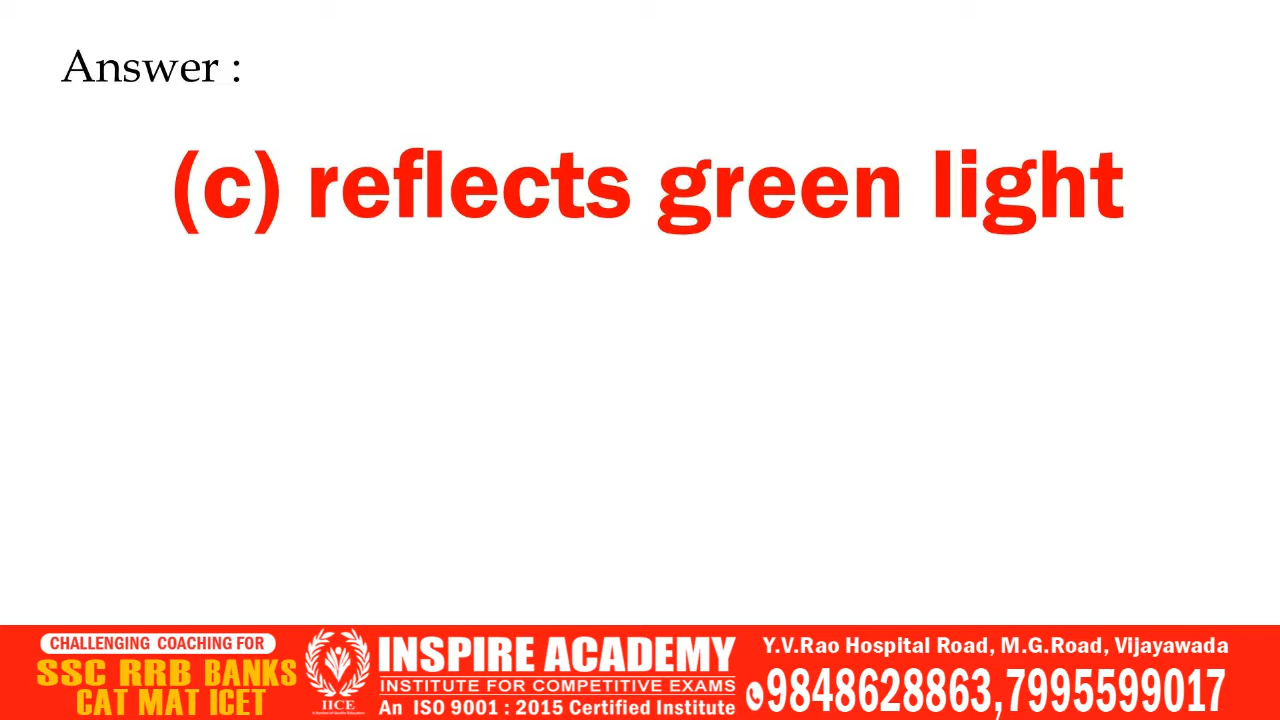 Answer :
(c) reflects green light
CHALLENGING COACHING FOR
SSC RRB BANKS
CAT MAT ICET
IICE
INSPIRE ACADEMY
INSTITUTE FOR COMPETITIVE EXAMS
An ISO 9001 : 2015 Certified Institute
Y.V.Rao Hospital Road, M.G.Road, Vijayawada
9848628863,7995599017